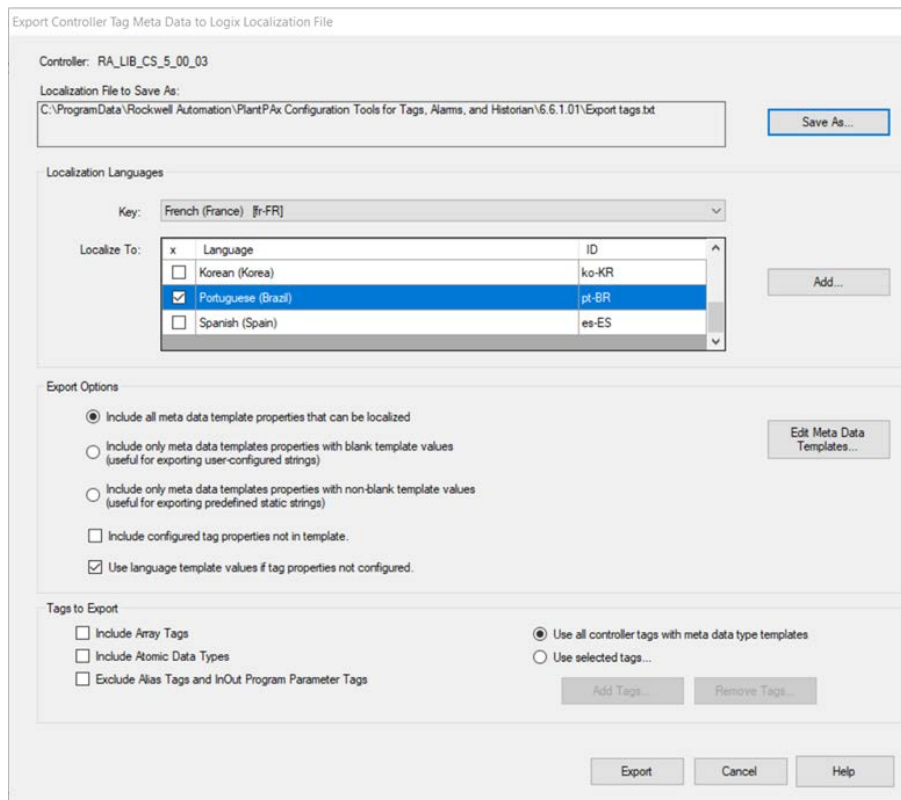 Export Controller Tag Meta Data to Logix Localization File
Controller: RA_LIB_CS_5_00_03
Localization File to Save As:
C:\ProgramData\Rockwell Automation\PlantPAx Configuration Tools for Tags, Alarms, and Historian\6.6.1.01\Export tags.txt
Save As...
Localization Languages
Key: French (France) [fr-FR]
Localize To: x Language ID
Korean (Korea) ko-KR
Portuguese (Brazil) pt-BR
Spanish (Spain) es-ES
Add...
Export Options
Include all meta data template properties that can be localized
Include only meta data templates properties with blank template values
(useful for exporting user-configured strings)
Include only meta data templates properties with non-blank template values
(useful for exporting predefined static strings)
Include configured tag properties not in template.
Use language template values if tag properties not configured.
Edit Meta Data
Templates...
Tags to Export
Include Array Tags
Include Atomic Data Types
Exclude Alias Tags and InOut Program Parameter Tags
Use all controller tags with meta data type templates
Use selected tags...
Add Tags... Remove Tags...
Export Cancel Help